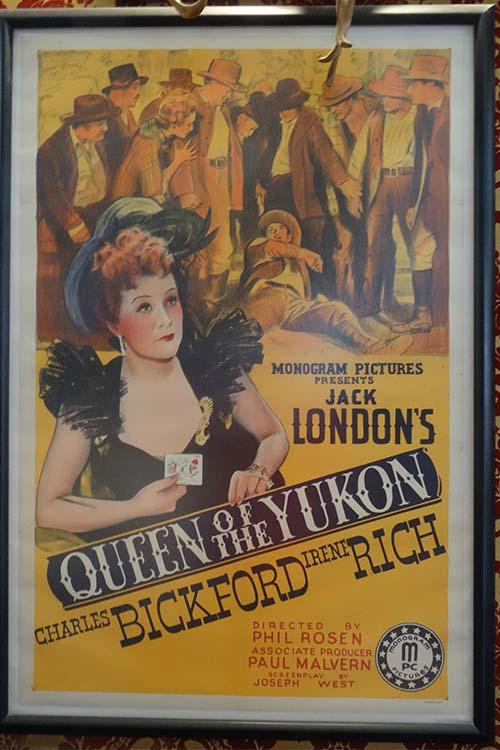 MONOGRAM PICTURES
PRESENTS
JACK
LONDON'S
QUEEN OF THE YUKON
CHARLES BICKFORD IRENE RICH
DIRECTED BY
PHIL ROSEN
ASSOCIATE PRODUCER
PAUL MALVERN
SCREENPLAY BY
JOSEPH WEST
MONOGRAM
M
PC
PICTURES